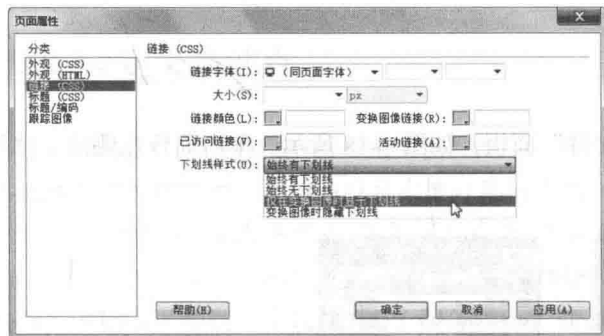 页面属性
分类
外观 (CSS)
外观 (HTML)
链接 (CSS)
标题 (CSS)
标题/编码
跟踪图像
链接 (CSS)
链接字体(I): (同页面字体)
大小(S): px
链接颜色(L): 变换图像链接(R):
已访问链接(V): 活动链接(A):
下划线样式(U): 始终有下划线
始终有下划线
始终无下划线
仅在变换图像时显示下划线
变换图像时隐藏下划线
帮助(H) 确定 取消 应用(A)